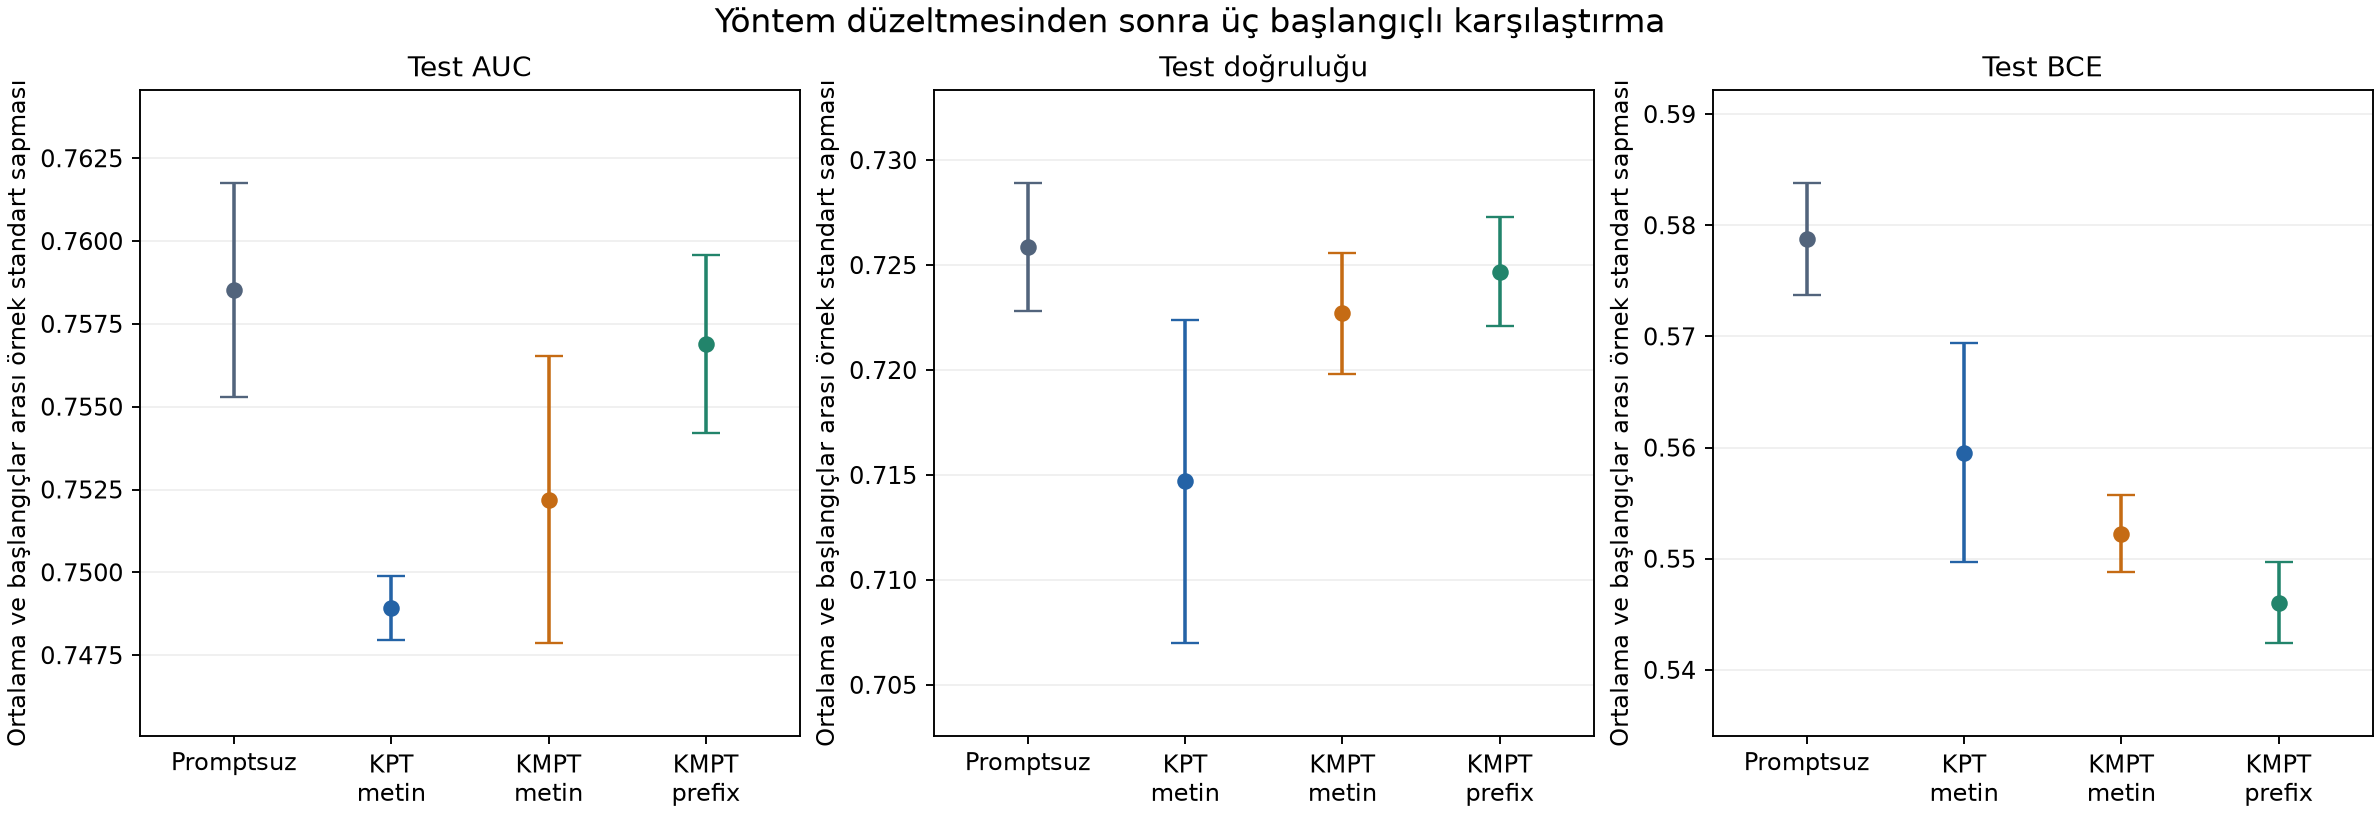 Yöntem düzeltmesinden sonra üç başlangıçlı karşılaştırma
Test AUC
Ortalama ve başlangıçlar arası örnek standart sapması
0.7625
0.7600
0.7575
0.7550
0.7525
0.7500
0.7475
Promptsuz
KPT
metin
KMPT
metin
KMPT
prefix
Test doğruluğu
Ortalama ve başlangıçlar arası örnek standart sapması
0.730
0.725
0.720
0.715
0.710
0.705
Promptsuz
KPT
metin
KMPT
metin
KMPT
prefix
Test BCE
Ortalama ve başlangıçlar arası örnek standart sapması
0.59
0.58
0.57
0.56
0.55
0.54
Promptsuz
KPT
metin
KMPT
metin
KMPT
prefix